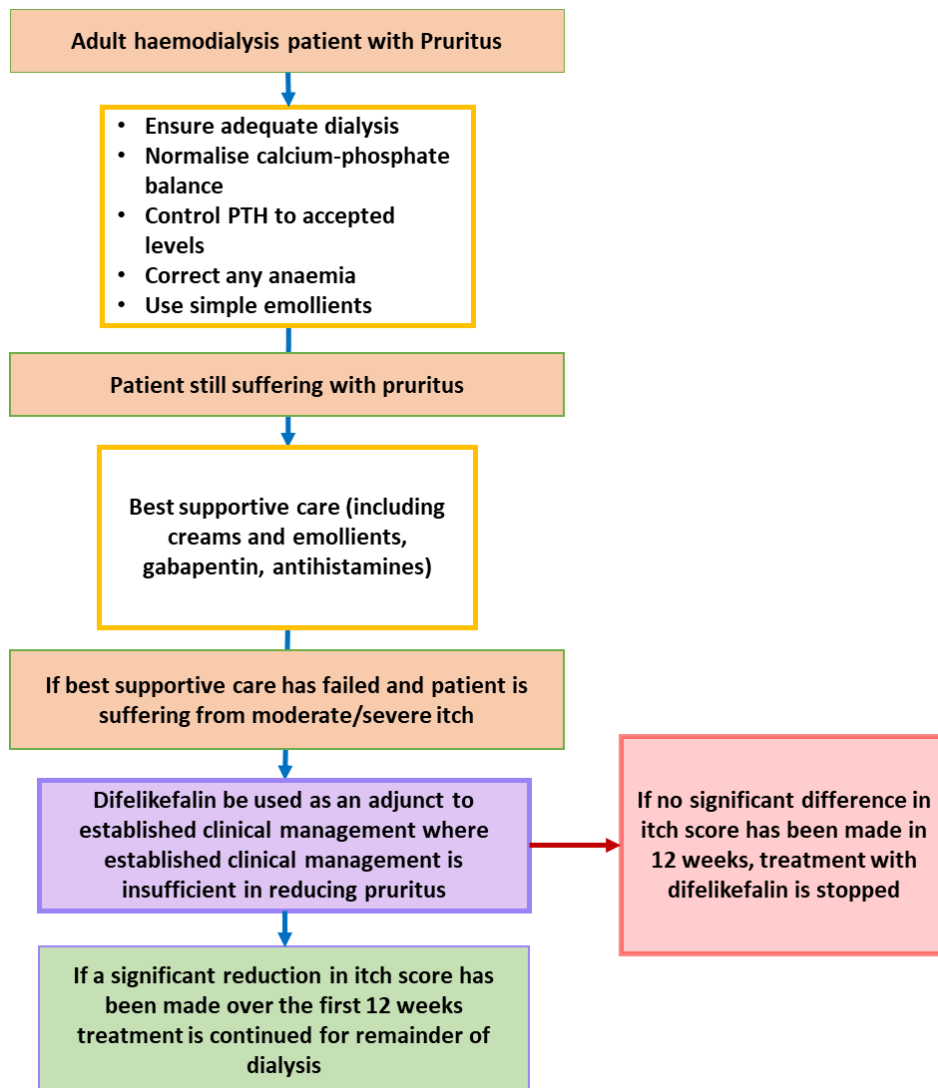 Adult haemodialysis patient with Pruritus
• Ensure adequate dialysis
• Normalise calcium-phosphate
balance
• Control PTH to accepted
levels
• Correct any anaemia
• Use simple emollients
Patient still suffering with pruritus
Best supportive care (including
creams and emollients,
gabapentin, antihistamines)
If best supportive care has failed and patient is
suffering from moderate/severe itch
Difelikefalin be used as an adjunct to
established clinical management where
established clinical management is
insufficient in reducing pruritus
If no significant difference in
itch score has been made in
12 weeks, treatment with
difelikefalin is stopped
If a significant reduction in itch score has
been made over the first 12 weeks
treatment is continued for remainder of
dialysis